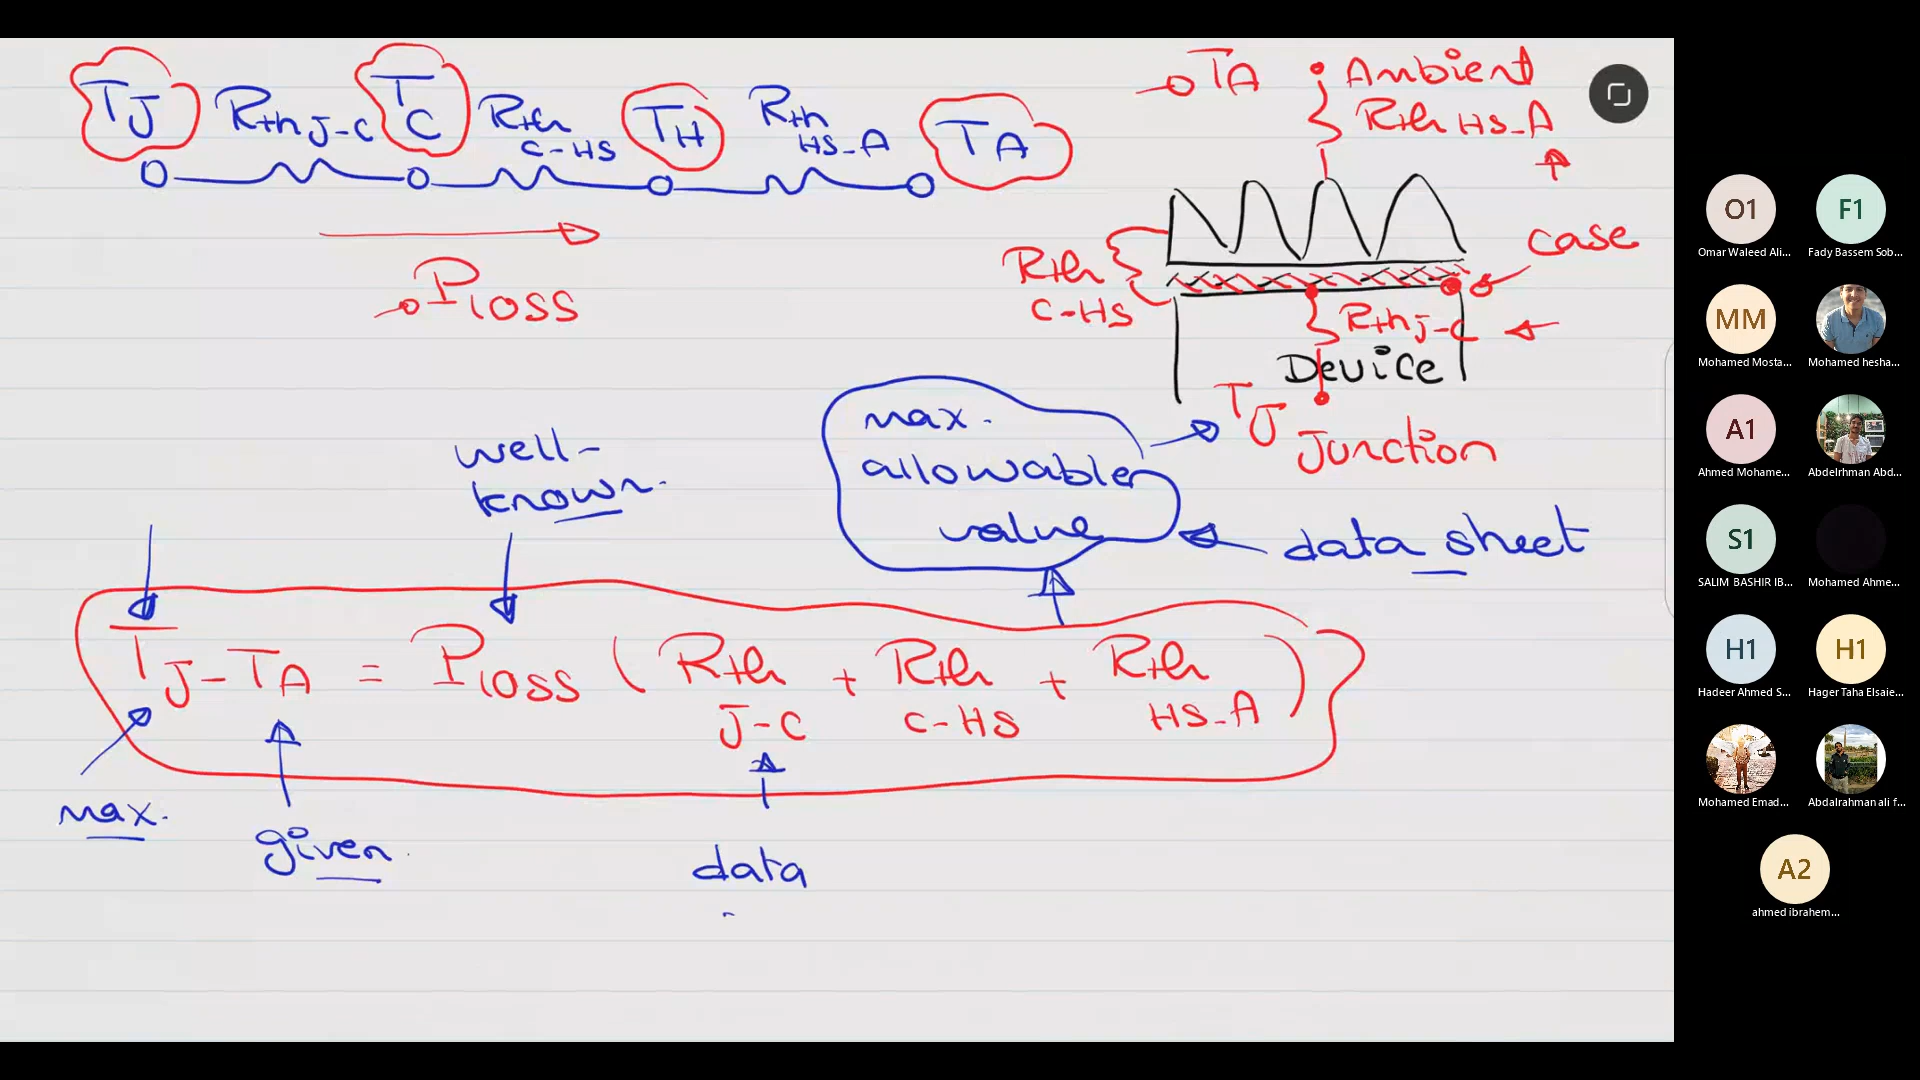 TJ RthJ-C TC Rth C-HS TH Rth HS-A TA
Ploss
TA Ambient
Rth HS-A
case
Rth
C-HS
RthJ-C
Device
TJ Junction
max.
allowable
value
data sheet
well-
known.
TJ-TA = Ploss ( Rth J-C + Rth C-HS + Rth HS-A )
max.
given
data
O1
Omar Waleed Ali...
F1
Fady Bassem Sob...
MM
Mohamed Mosta...
Mohamed hesha...
A1
Ahmed Mohame...
Abdelrhman Abd...
S1
SALIM BASHIR IB...
Mohamed Ahme...
H1
Hadeer Ahmed S...
H1
Hager Taha Elsaie...
Mohamed Emad...
Abdalrahman ali f...
A2
ahmed ibrahem...